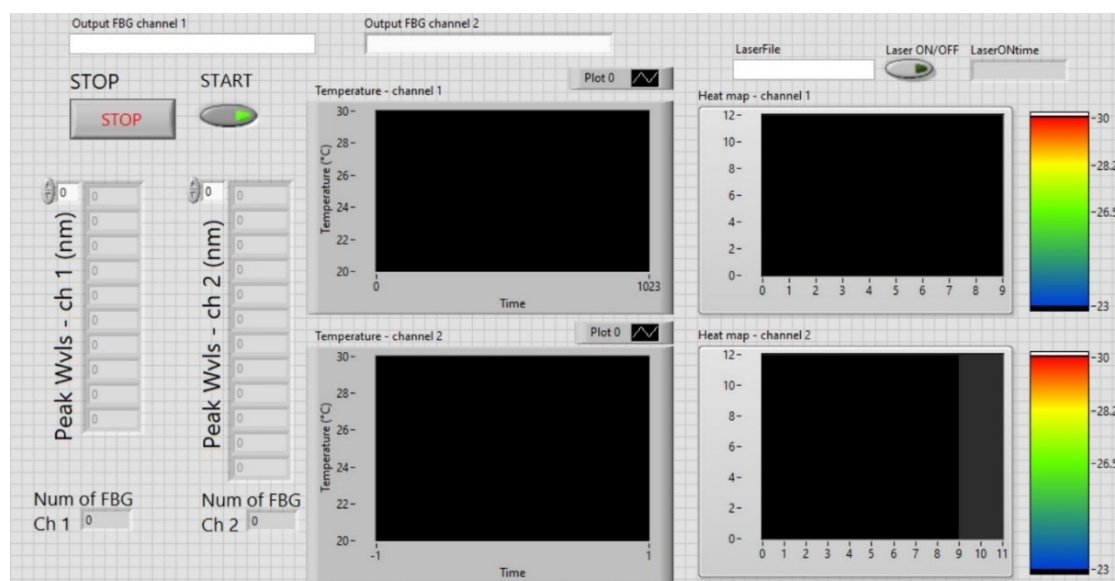 Output FBG channel 1
Output FBG channel 2
LaserFile
Laser ON/OFF
LaserONtime
STOP
START
STOP
0
0
0
0
0
0
0
0
0
0
0
Peak Wvls - ch 1 (nm)
0
0
0
0
0
0
0
0
0
0
0
0
0
Peak Wvls - ch 2 (nm)
Num of FBG
Ch 1
0
Num of FBG
Ch 2
0
Plot 0
Temperature - channel 1
30
28
26
24
22
20
Temperature (°C)
0
1023
Time
Plot 0
Temperature - channel 2
30
28
26
24
22
20
Temperature (°C)
-1
1
Time
Heat map - channel 1
12
10
8
6
4
2
0
0 1 2 3 4 5 6 7 8 9
30
28.2
26.5
23
Heat map - channel 2
12
10
8
6
4
2
0
0 1 2 3 4 5 6 7 8 9 10 11
30
28.2
26.5
23